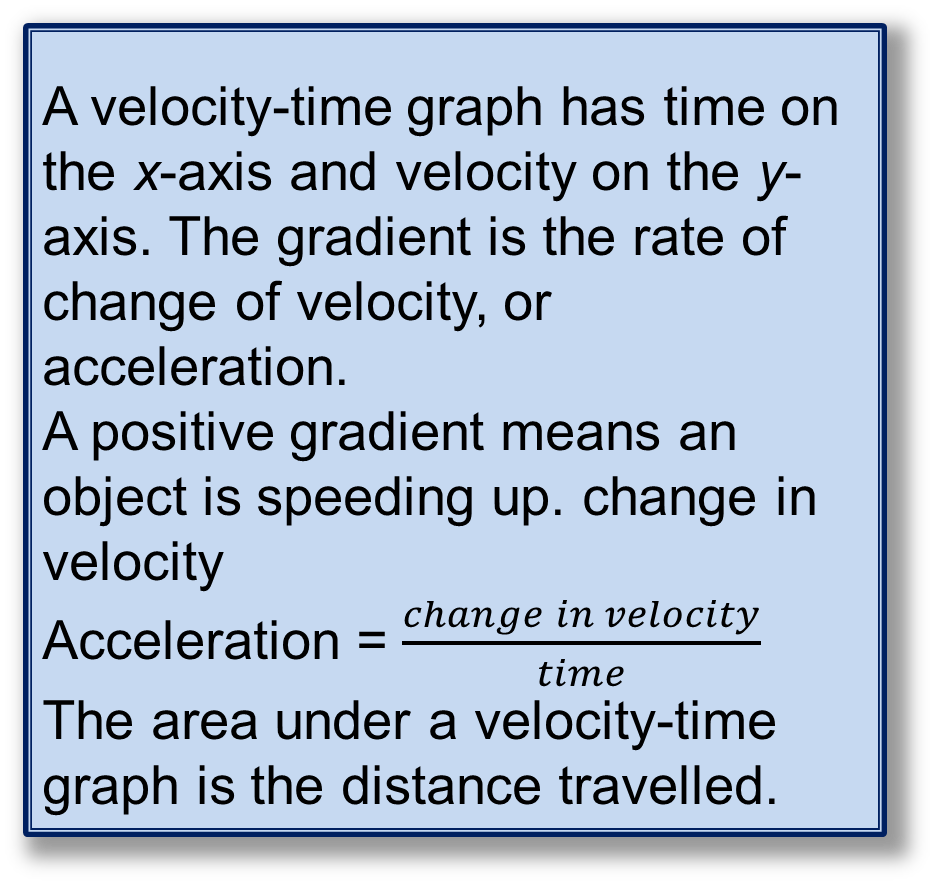 A velocity-time graph has time on
the x-axis and velocity on the y-
axis. The gradient is the rate of
change of velocity, or
acceleration.
A positive gradient means an
object is speeding up. change in
velocity
Acceleration = change in velocity / time
The area under a velocity-time
graph is the distance travelled.